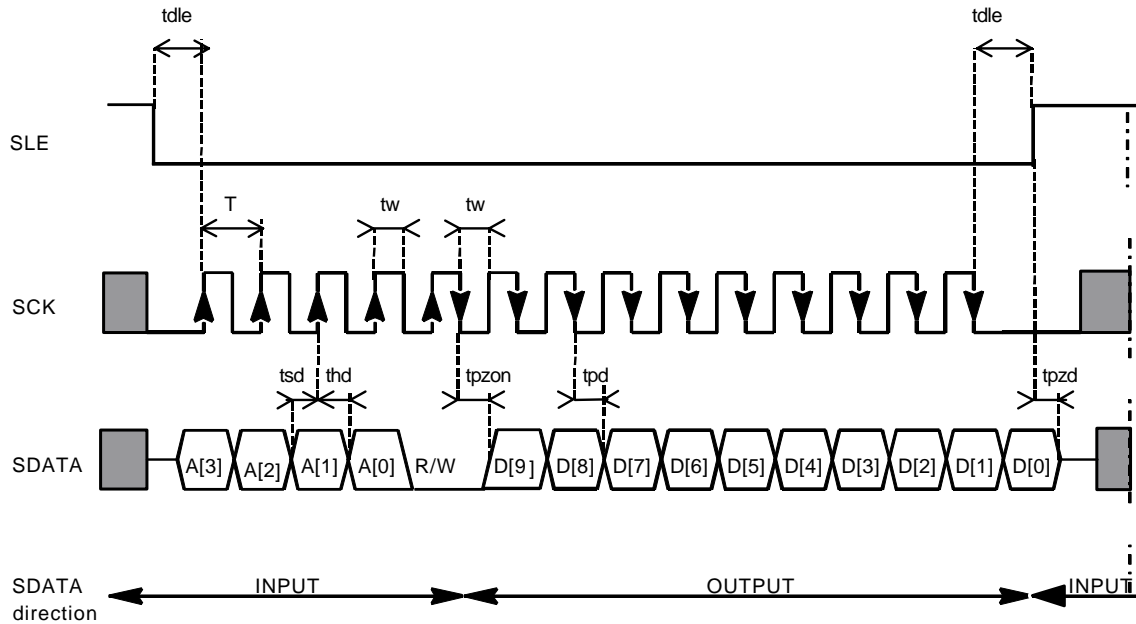 tdle tdle
SLE
T tw tw
SCK
tsd thd tpzon tpd tpzd
SDATA A[3] A[2] A[1] A[0] R/W D[9] D[8] D[7] D[6] D[5] D[4] D[3] D[2] D[1] D[0]
SDATA INPUT OUTPUT INPUT
direction